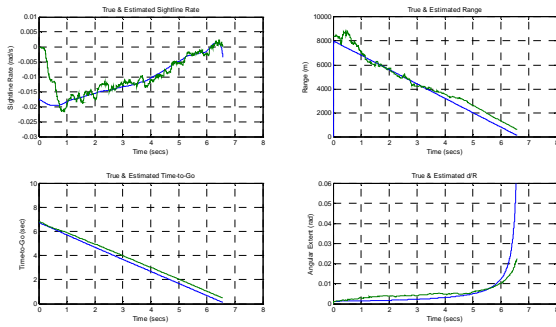 True & Estimated Sightline Rate
0.01
0.005
0
-0.005
-0.01
-0.015
-0.02
-0.025
-0.03
Sightline Rate (rad/s)
0 1 2 3 4 5 6 7 8
Time (secs)
True & Estimated Range
10000
8000
6000
4000
2000
0
Range (m)
0 1 2 3 4 5 6 7 8
Time (secs)
True & Estimated Time-to-Go
10
8
6
4
2
0
Time-to-Go (sec)
0 1 2 3 4 5 6 7 8
Time (secs)
True & Estimated d/R
0.06
0.05
0.04
0.03
0.02
0.01
0
Angular Extent (rad)
0 1 2 3 4 5 6 7 8
Time (secs)